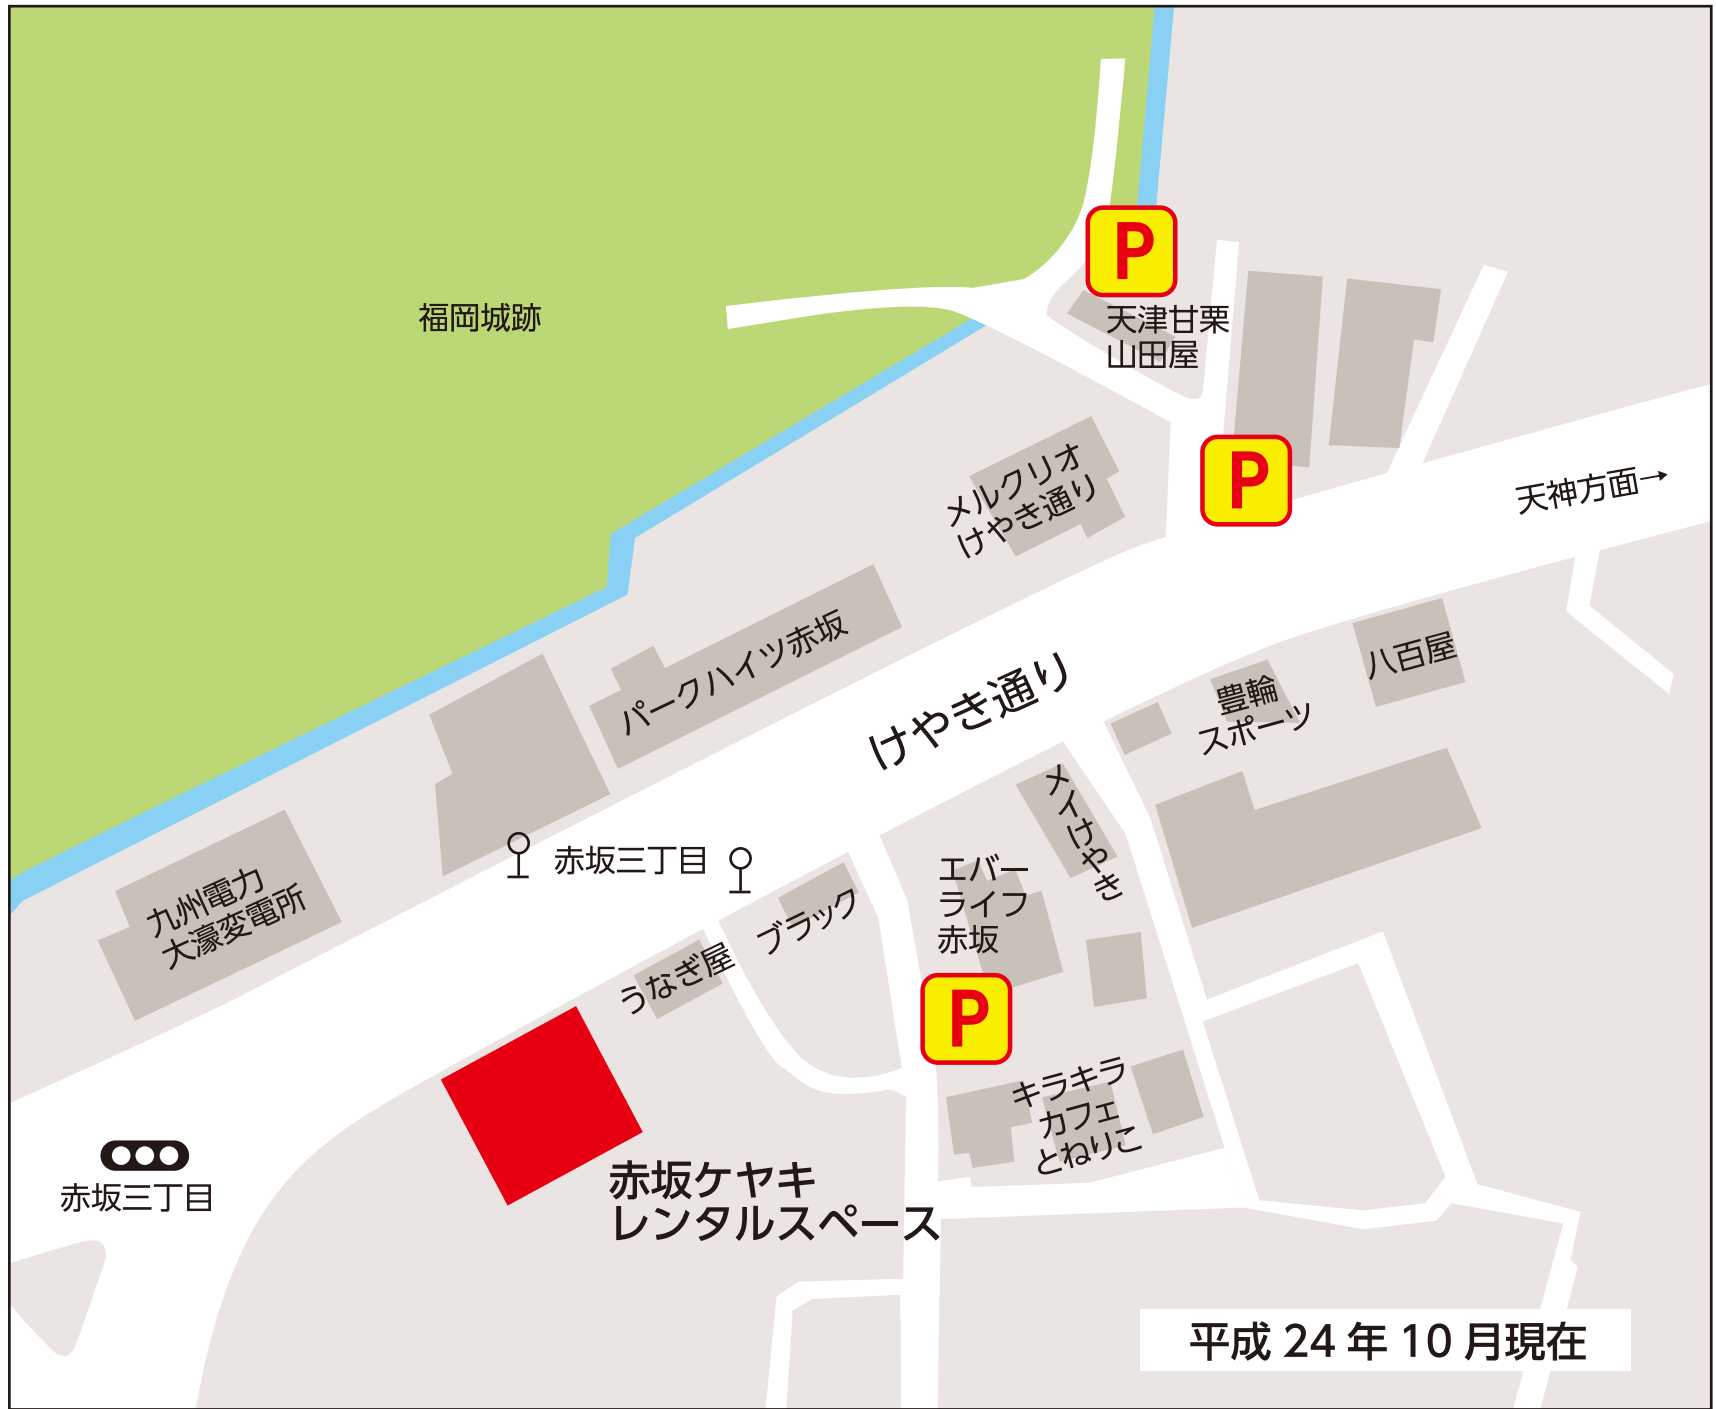 P
福岡城跡
天津甘栗
山田屋
P
メルクリオ
けやき通り
天神方面→
パークハイツ赤坂
八百屋
豊輪
スポーツ
けやき通り
メイけやき
赤坂三丁目
エバー
ライフ
赤坂
九州電力
大濠変電所
ブラック
うなぎ屋
P
キラキラ
カフェ
とねりこ
赤坂三丁目
赤坂ケヤキ
レンタルスペース
平成 24 年 10 月現在